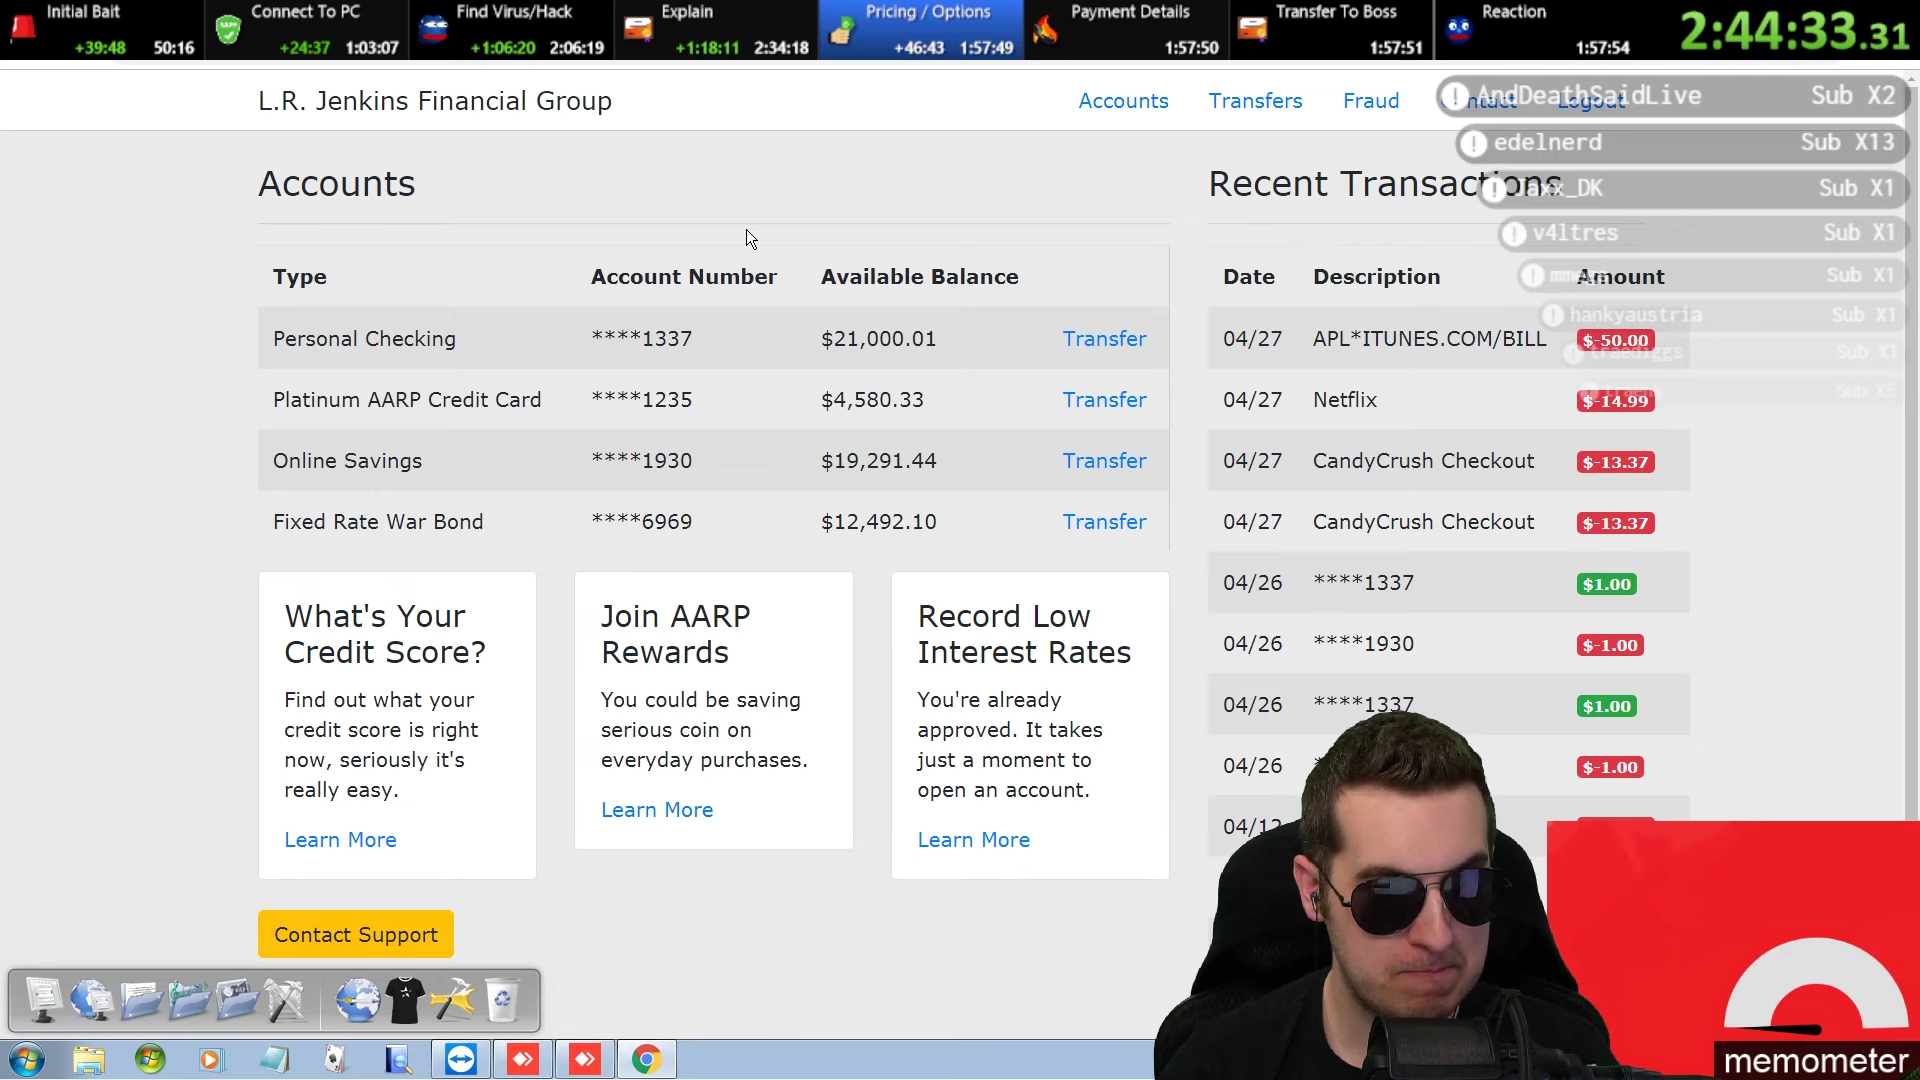 Initial Bait
+39:48 50:16
Connect To PC
+24:37 1:03:07
Find Virus/Hack
+1:06:20 2:06:19
Explain
+1:18:11 2:34:18
Pricing / Options
+46:43 1:57:49
Payment Details
1:57:50
Transfer To Boss
1:57:51
Reaction
1:57:54
2:44:33.31
L.R. Jenkins Financial Group
Accounts Transfers Fraud Contact Logout
AndDeathSaidLive Sub X2
edelnerd Sub X13
Sub X1
v4ltres Sub X1
Sub X1
hankyaustria Sub X1
traediggs Sub X1
Sub X5
Accounts
Type Account Number Available Balance
Personal Checking ****1337 $21,000.01 Transfer
Platinum AARP Credit Card ****1235 $4,580.33 Transfer
Online Savings ****1930 $19,291.44 Transfer
Fixed Rate War Bond ****6969 $12,492.10 Transfer
Recent Transactions
Date Description Amount
04/27 APL*ITUNES.COM/BILL $-50.00
04/27 Netflix $-14.99
04/27 CandyCrush Checkout $-13.37
04/27 CandyCrush Checkout $-13.37
04/26 ****1337 $1.00
04/26 ****1930 $-1.00
04/26 ****1337 $1.00
04/26 $-1.00
What's Your
Credit Score?
Find out what your
credit score is right
now, seriously it's
really easy.
Learn More
Join AARP
Rewards
You could be saving
serious coin on
everyday purchases.
Learn More
Record Low
Interest Rates
You're already
approved. It takes
just a moment to
open an account.
Learn More
Contact Support
memometer